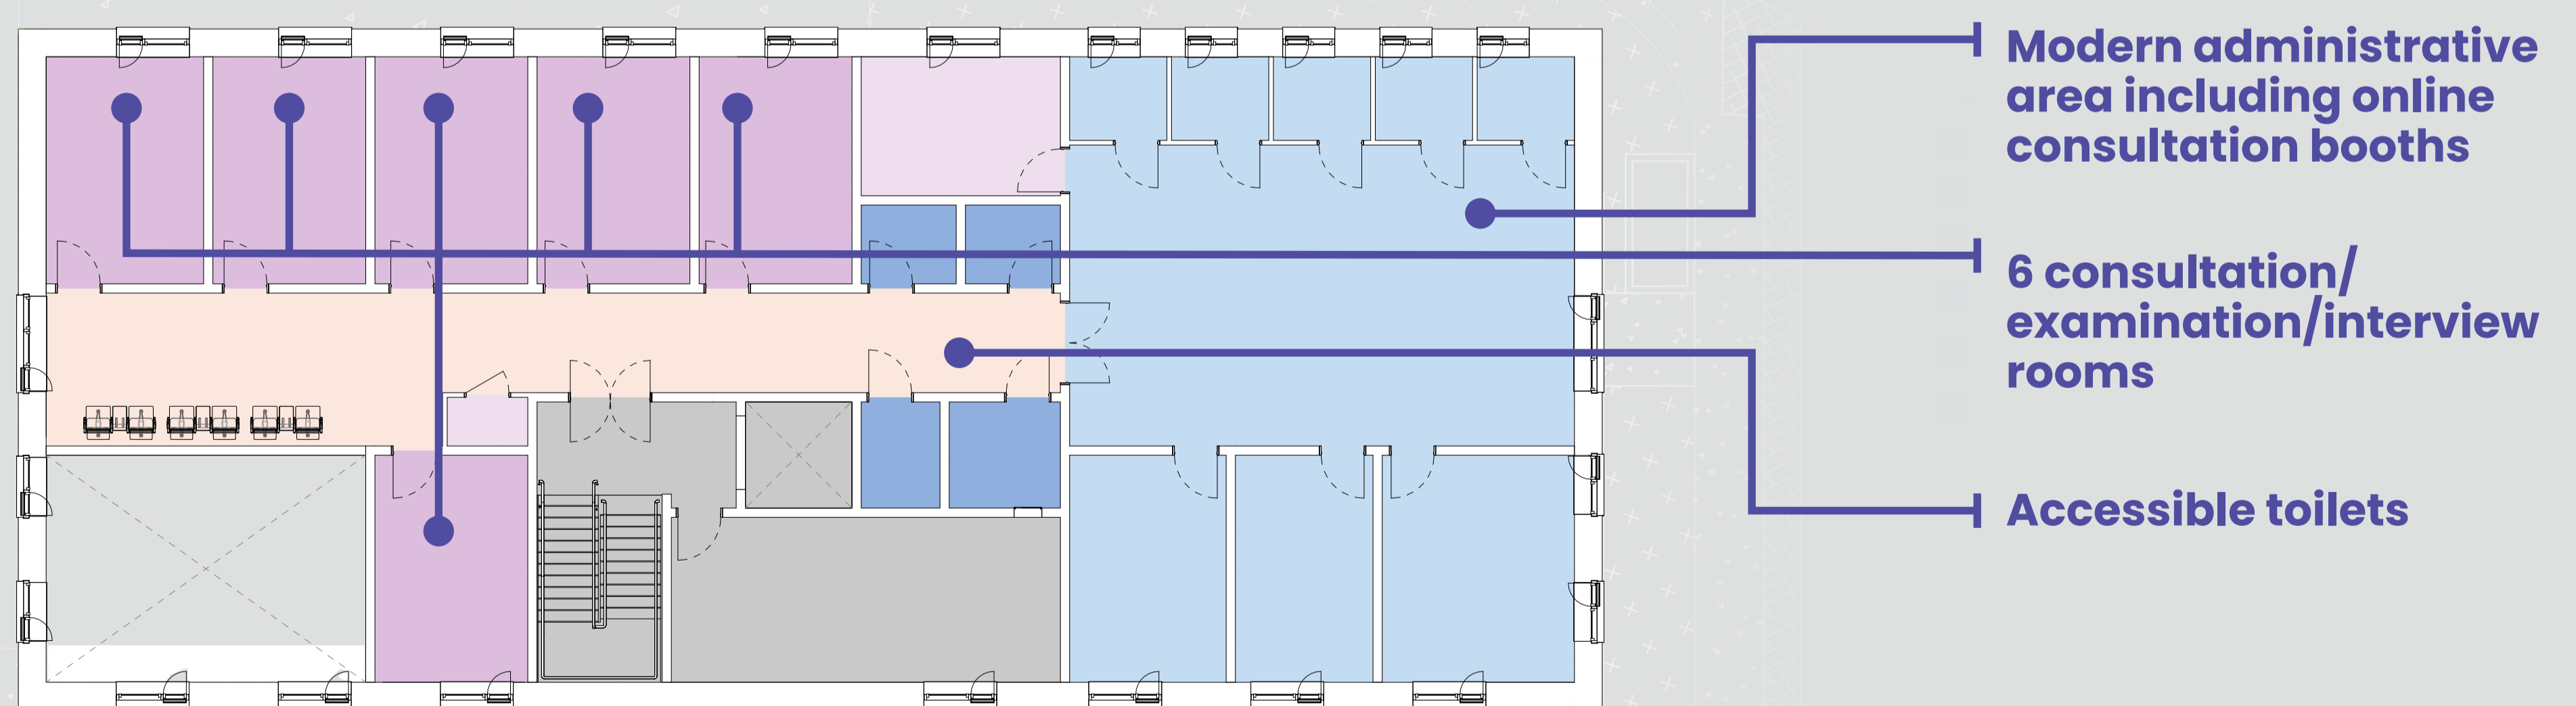 Modern administrative
area including online
consultation booths
6 consultation/
examination/interview
rooms
Accessible toilets